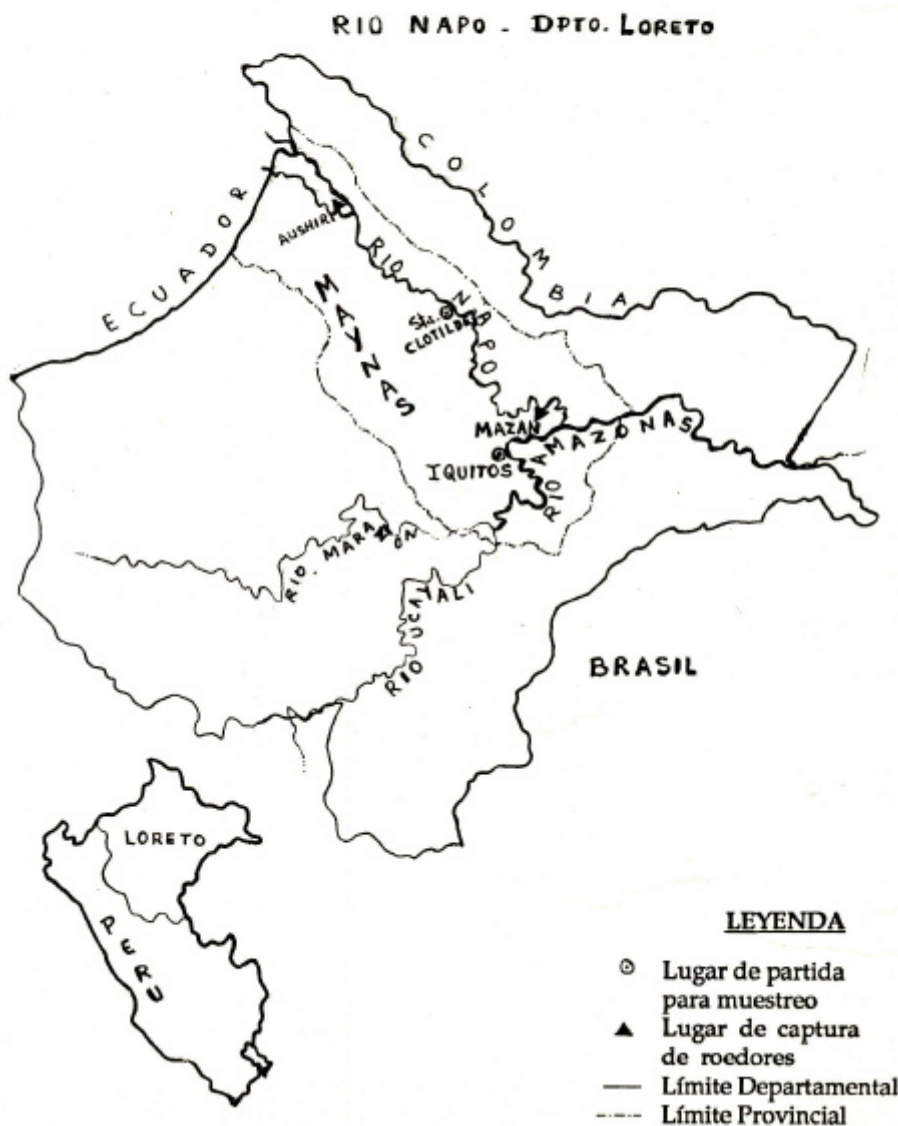 RIO NAPO - DPTO. LORETO
COLOMBIA
ECUADOR
AUSHIRI
RIO NAPO
MAYNAS
Sta. CLOTILDE
MAZAN
RIO AMAZONAS
IQUITOS
RIO MARAÑON
RIO UCAYALI
BRASIL
LORETO
PERU
LEYENDA
Lugar de partida
para muestreo
Lugar de captura
de roedores
Límite Departamental
Límite Provincial